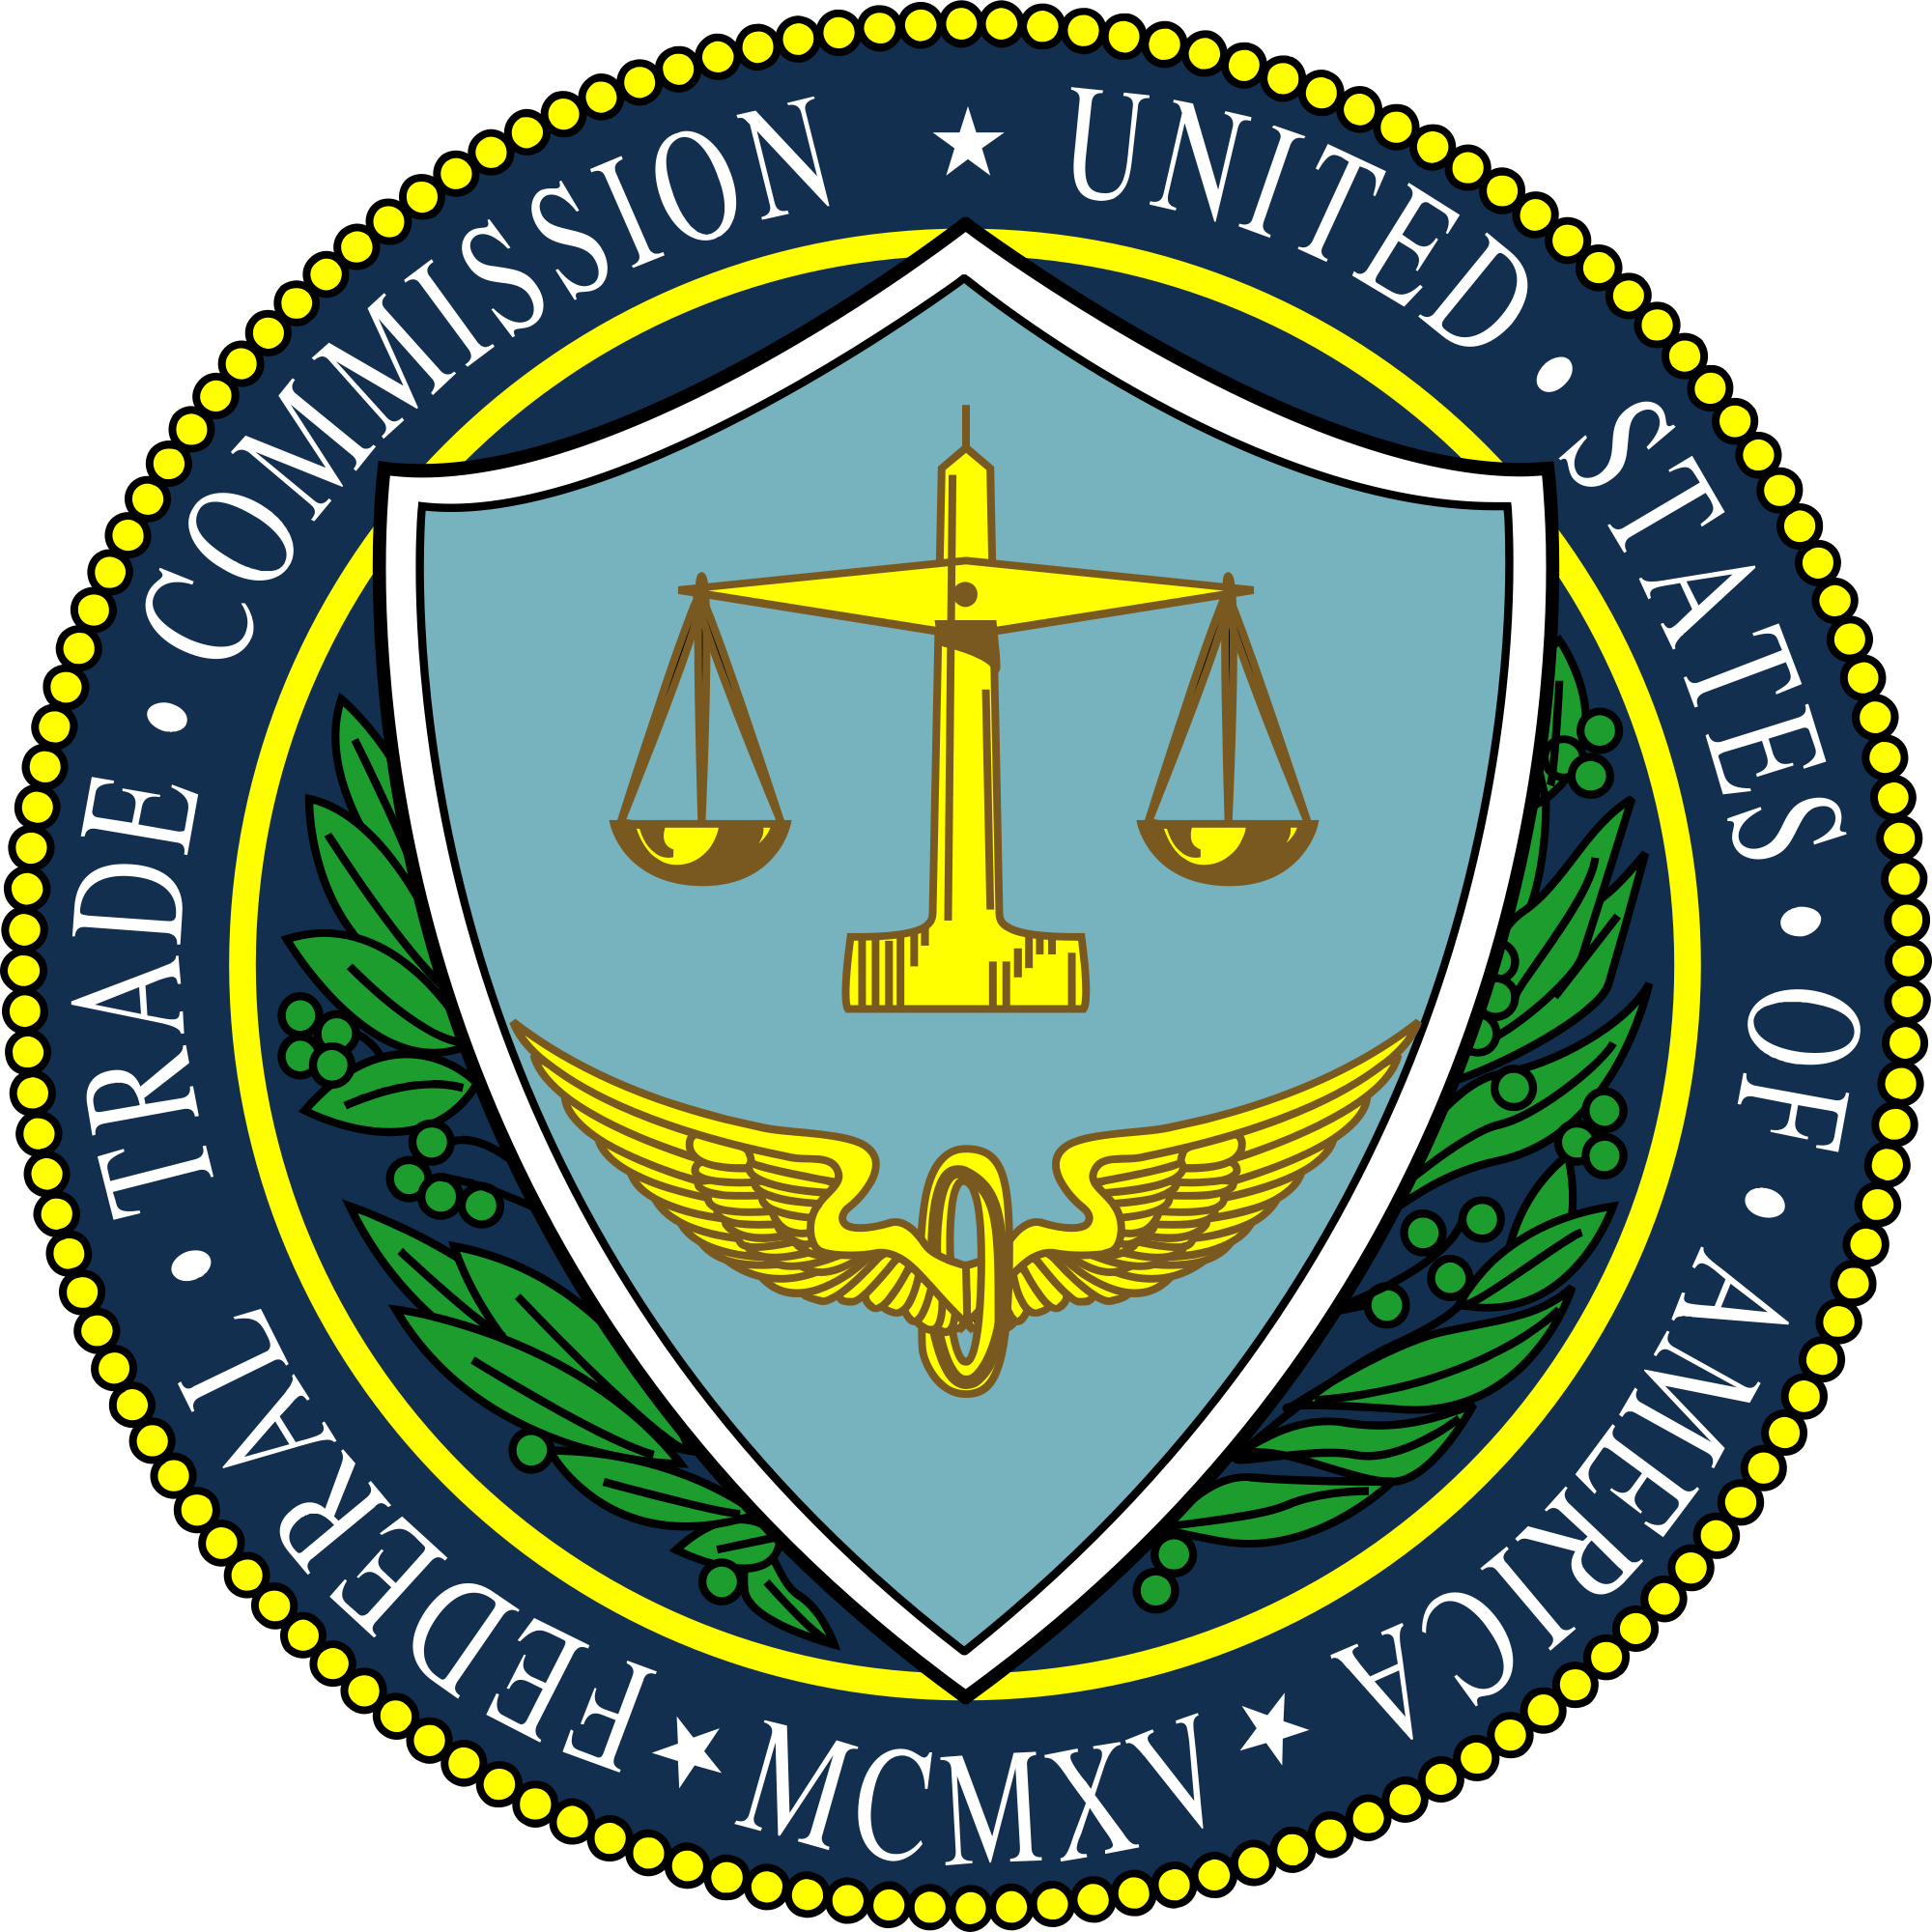 UNITED • STATES • OF • AMERICA
MCMXV
FEDERAL • TRADE • COMMISSION